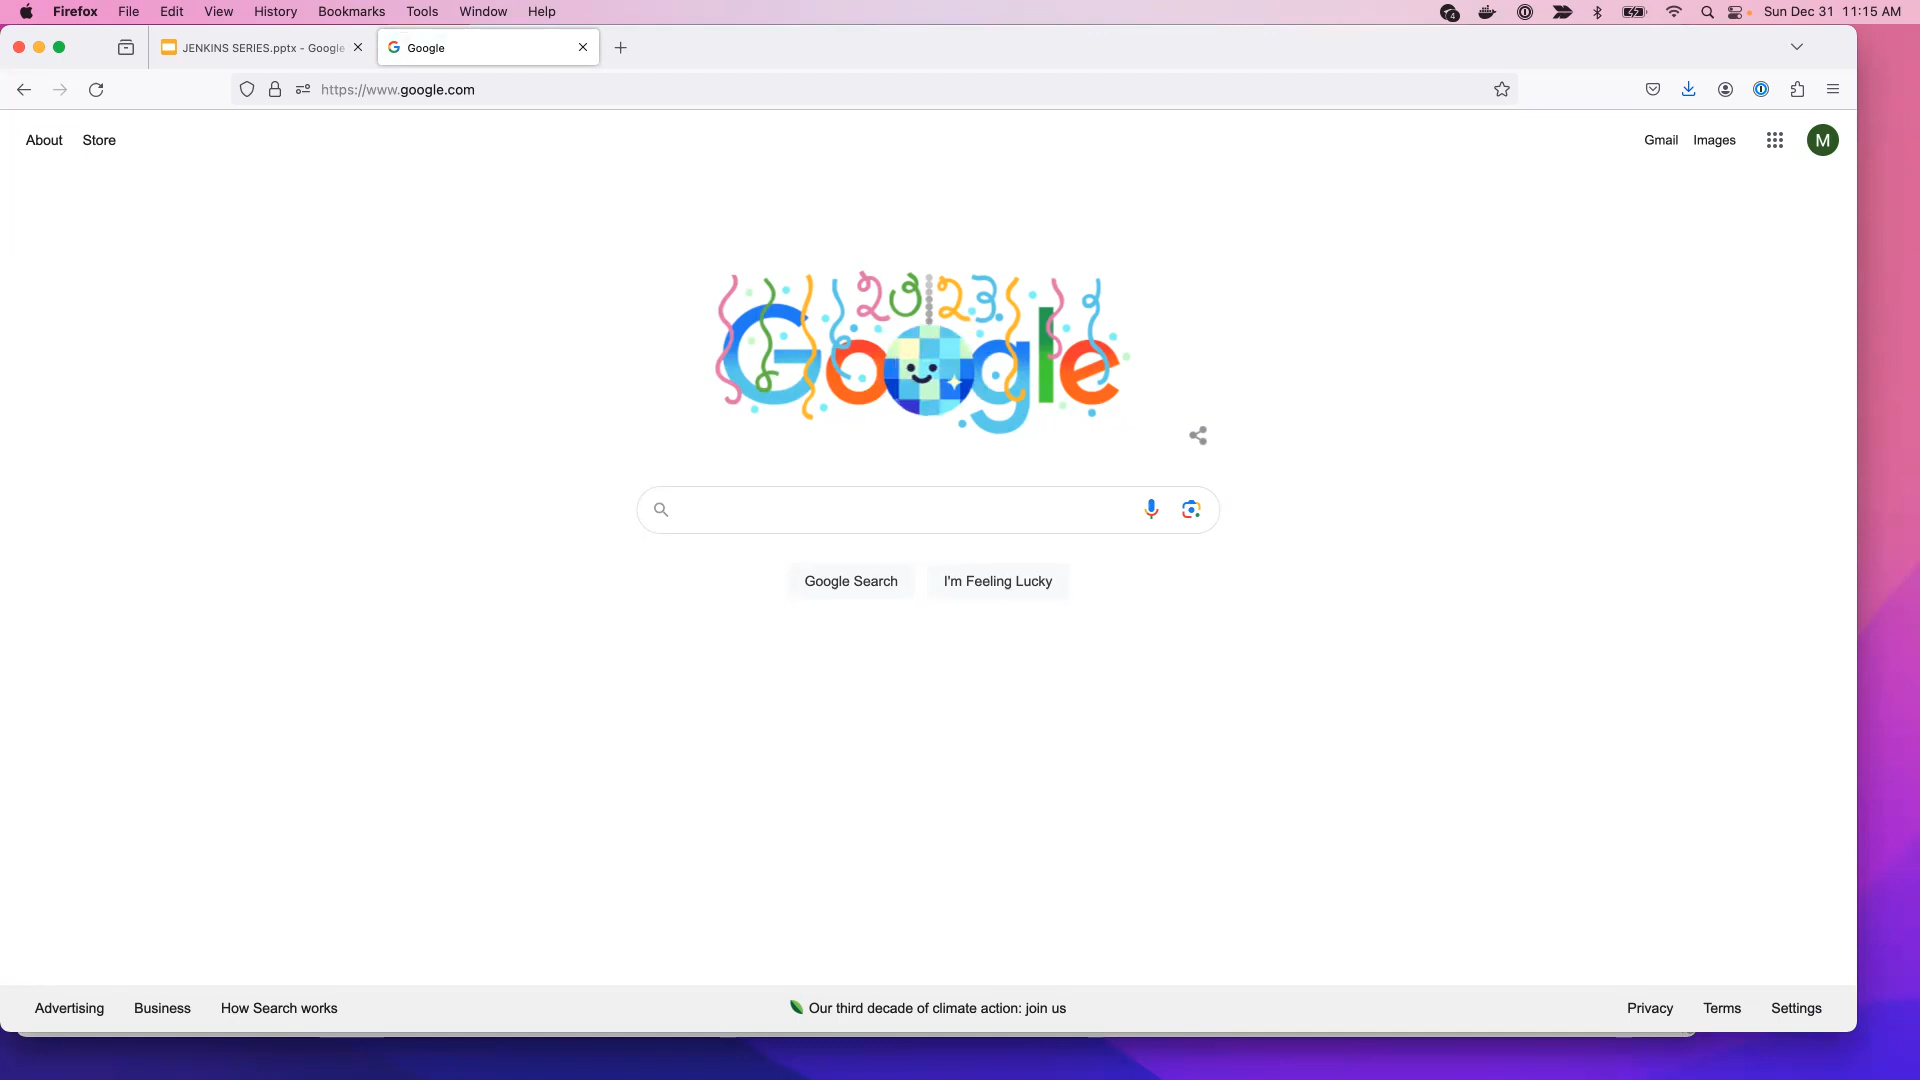 Firefox File Edit View History Bookmarks Tools Window Help 4 Sun Dec 31 11:15 AM
JENKINS SERIES.pptx - Google Google
https://www.google.com
About Store Gmail Images M
2023
Google
Google Search I'm Feeling Lucky
Advertising Business How Search works Our third decade of climate action: join us Privacy Terms Settings